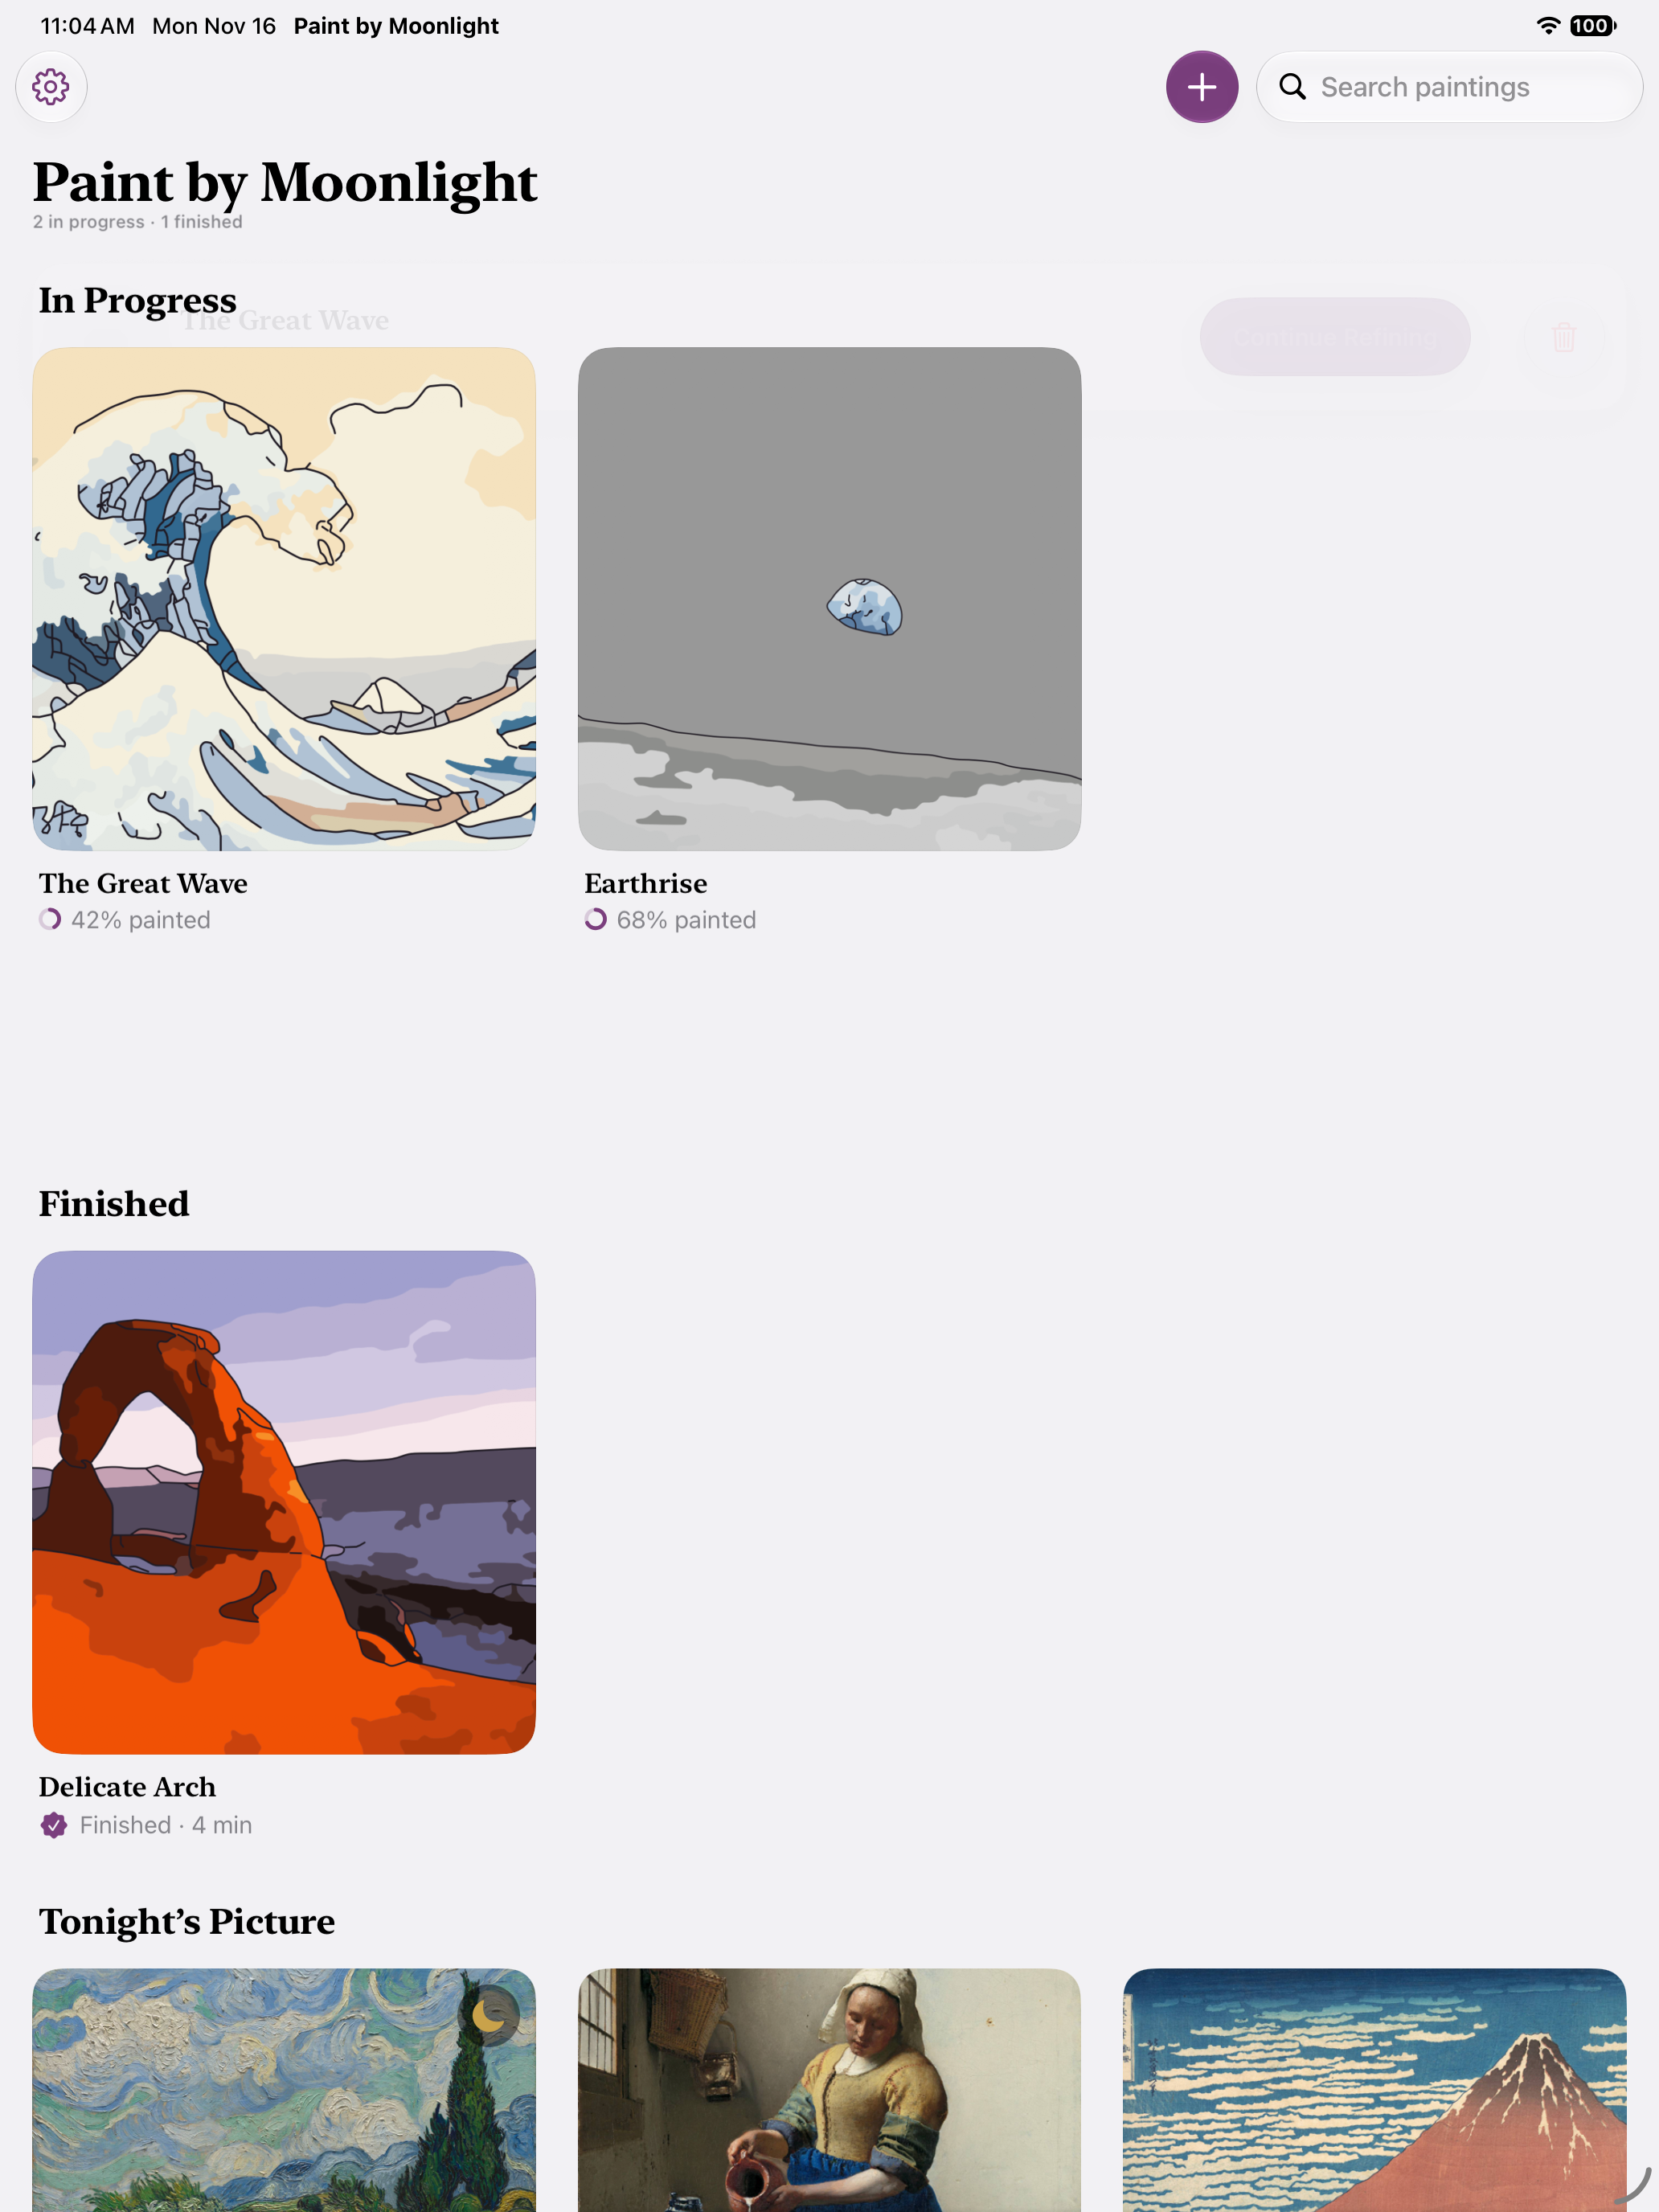 11:04 AM Mon Nov 16 Paint by Moonlight
100
Search paintings
Paint by Moonlight
2 in progress · 1 finished
In Progress
The Great Wave
Continue Refining
The Great Wave
42% painted
Earthrise
68% painted
Finished
Delicate Arch
Finished · 4 min
Tonight’s Picture